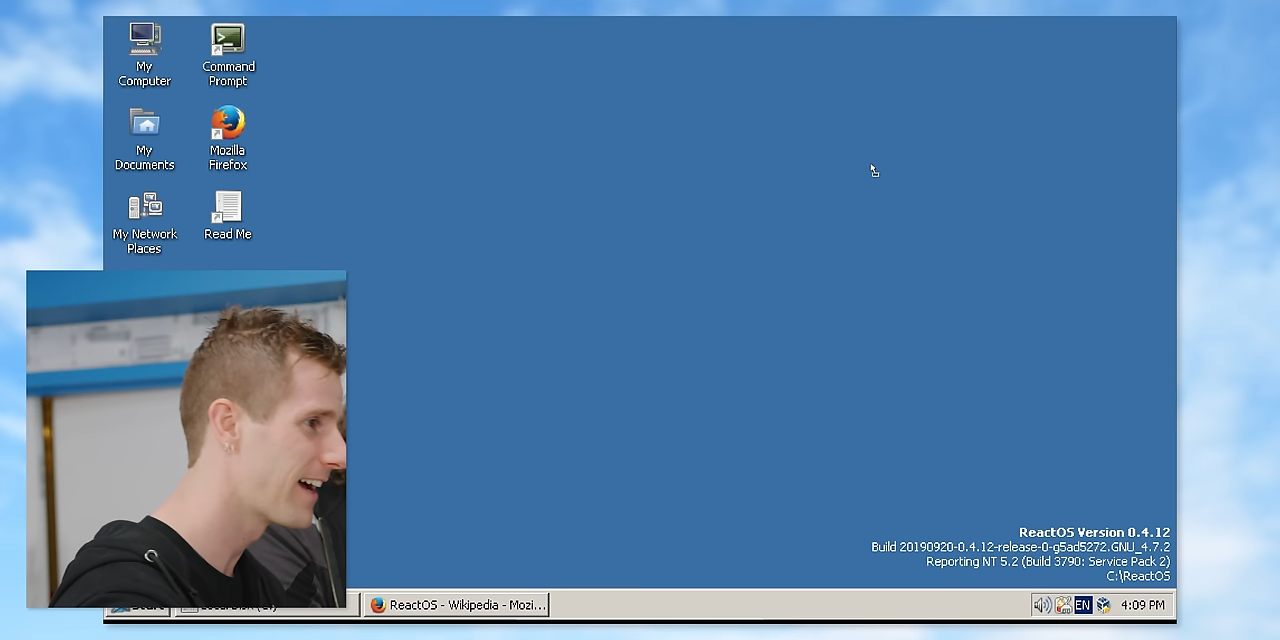 My
Computer
Command
Prompt
My
Documents
Mozilla
Firefox
My Network
Places
Read Me
ReactOS Version 0.4.12
Build 20190920-0.4.12-release-0-g5ad5272.GNU_4.7.2
Reporting NT 5.2 (Build 3790: Service Pack 2)
C:\ReactOS
Start
ReactOS - Wikipedia - Mozi...
EN
4:09 PM